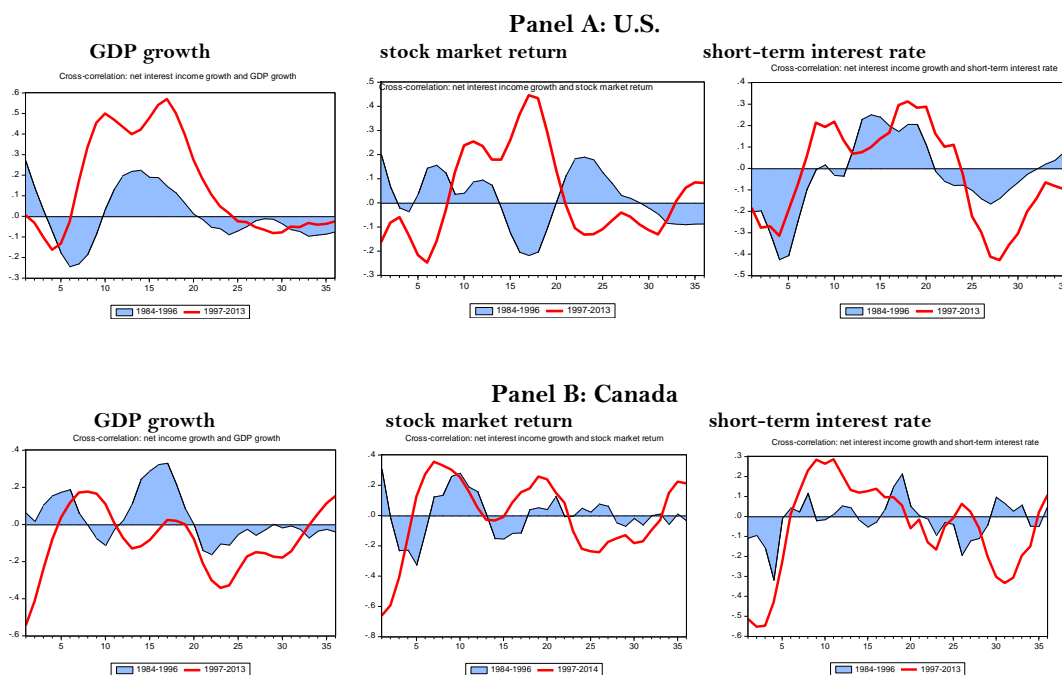 Panel A: U.S.
GDP growth
stock market return
short-term interest rate
Cross-correlation: net interest income growth and GDP growth
.6
.5
.4
.3
.2
.1
.0
-.1
-.2
-.3
5 10 15 20 25 30 35
1984-1996 1997-2013
Cross-correlation: net interest income growth and stock market return
.5
.4
.3
.2
.1
.0
-.1
-.2
-.3
5 10 15 20 25 30 35
1984-1996 1997-2013
Cross-correlation: net interest income growth and short-term interest rate
.4
.3
.2
.1
.0
-.1
-.2
-.3
-.4
-.5
5 10 15 20 25 30
1984-1996 1997-2013
Panel B: Canada
GDP growth
stock market return
short-term interest rate
Cross-correlation: net income growth and GDP growth
.4
.2
.0
-.2
-.4
-.6
5 10 15 20 25 30 35
1984-1996 1997-2013
Cross-correlation: net interest income growth and stock market return
.4
.2
.0
-.2
-.4
-.6
-.8
5 10 15 20 25 30 35
1984-1996 1997-2014
Cross-correlation: net interest income growth and short-term interest rate
.3
.2
.1
.0
-.1
-.2
-.3
-.4
-.5
-.6
5 10 15 20 25 30 35
1984-1996 1997-2013